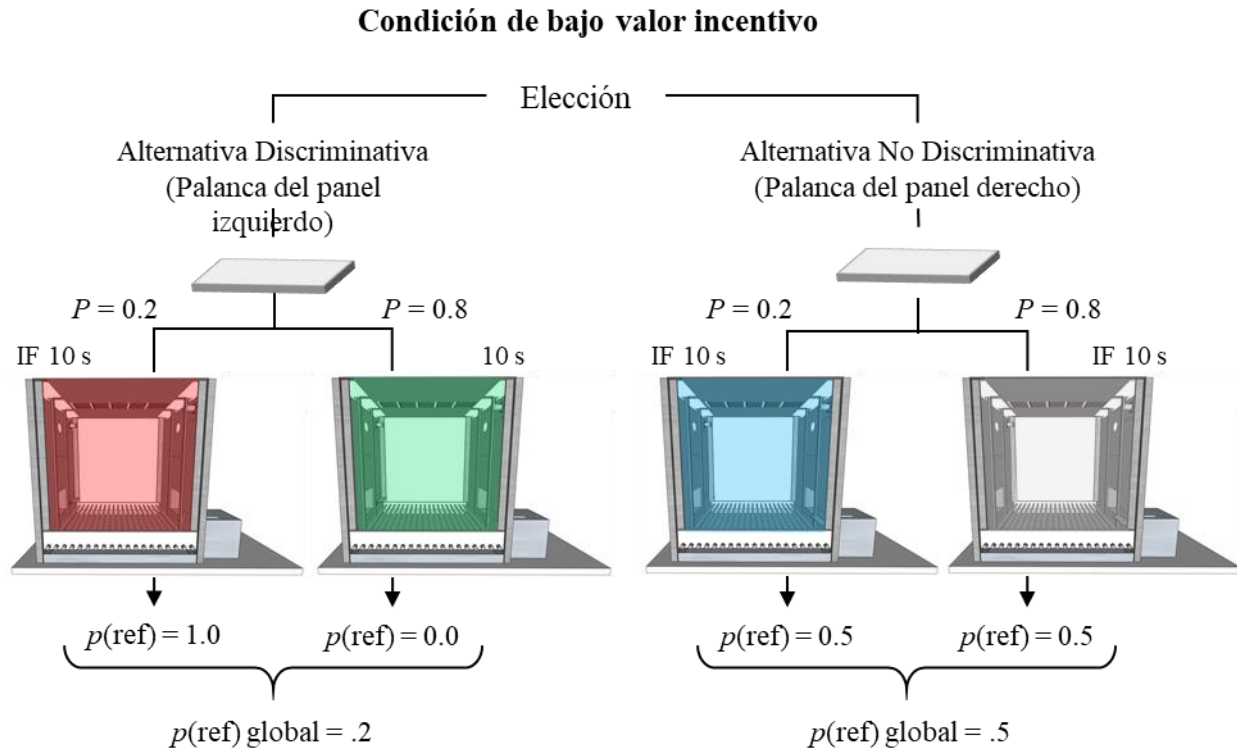 Condición de bajo valor incentivo
Elección
Alternativa Discriminativa
(Palanca del panel
izquierdo)
Alternativa No Discriminativa
(Palanca del panel derecho)
P = 0.2
P = 0.8
P = 0.2
P = 0.8
IF 10 s
10 s
IF 10 s
IF 10 s
p(ref) = 1.0
p(ref) = 0.0
p(ref) = 0.5
p(ref) = 0.5
p(ref) global = .2
p(ref) global = .5